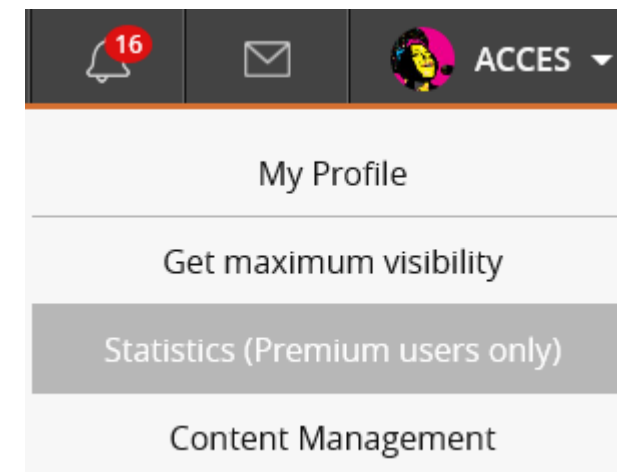 16
ACCES
My Profile
Get maximum visibility
Statistics (Premium users only)
Content Management